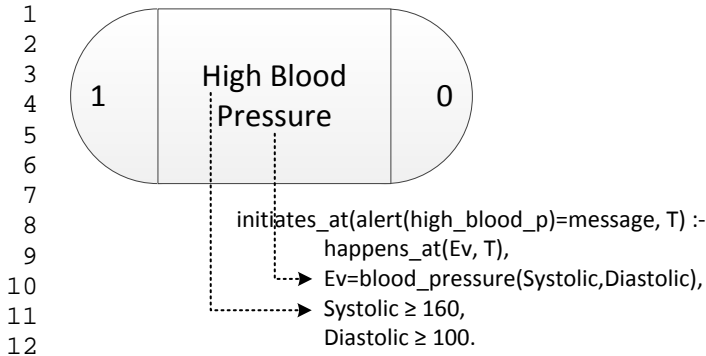 1
2
3
4
5
6
7
8
9
10
11
12
1
High Blood
Pressure
0
initiates_at(alert(high_blood_p)=message, T) :-
happens_at(Ev, T),
Ev=blood_pressure(Systolic,Diastolic),
Systolic ≥ 160,
Diastolic ≥ 100.